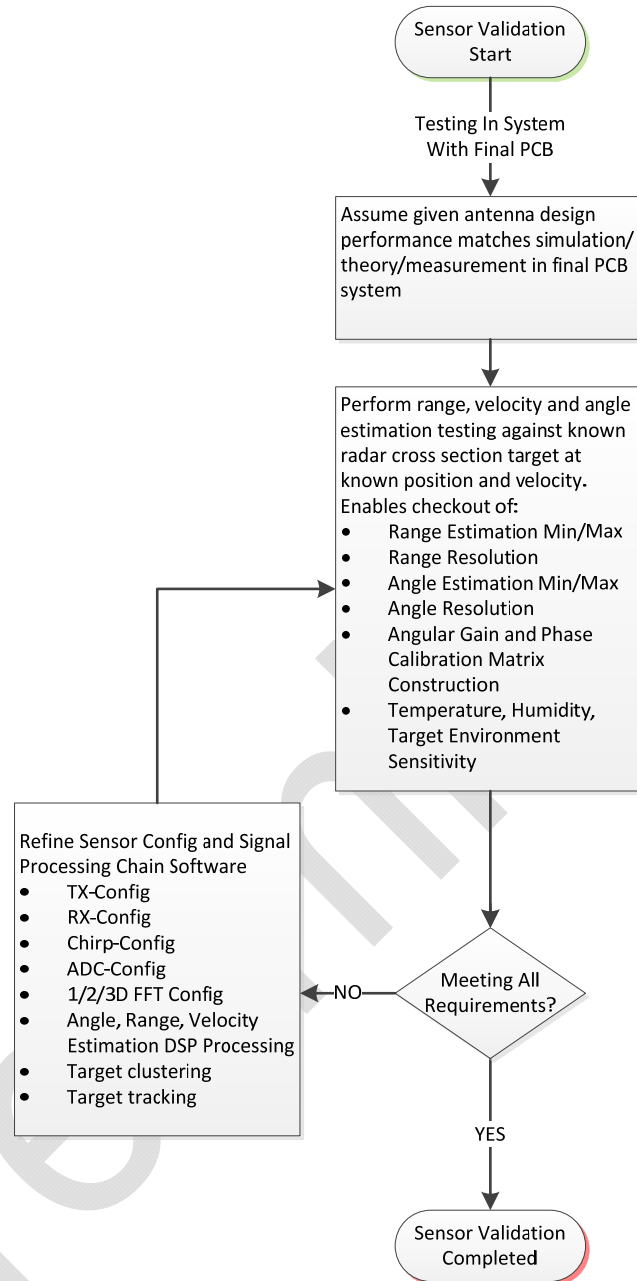 Sensor Validation
Start
Testing In System
With Final PCB
Assume given antenna design
performance matches simulation/
theory/measurement in final PCB
system
Perform range, velocity and angle
estimation testing against known
radar cross section target at
known position and velocity.
Enables checkout of:
• Range Estimation Min/Max
• Range Resolution
• Angle Estimation Min/Max
• Angle Resolution
• Angular Gain and Phase
Calibration Matrix
Construction
• Temperature, Humidity,
Target Environment
Sensitivity
Refine Sensor Config and Signal
Processing Chain Software
• TX-Config
• RX-Config
• Chirp-Config
• ADC-Config
• 1/2/3D FFT Config
• Angle, Range, Velocity
Estimation DSP Processing
• Target clustering
• Target tracking
NO
Meeting All
Requirements?
YES
Sensor Validation
Completed